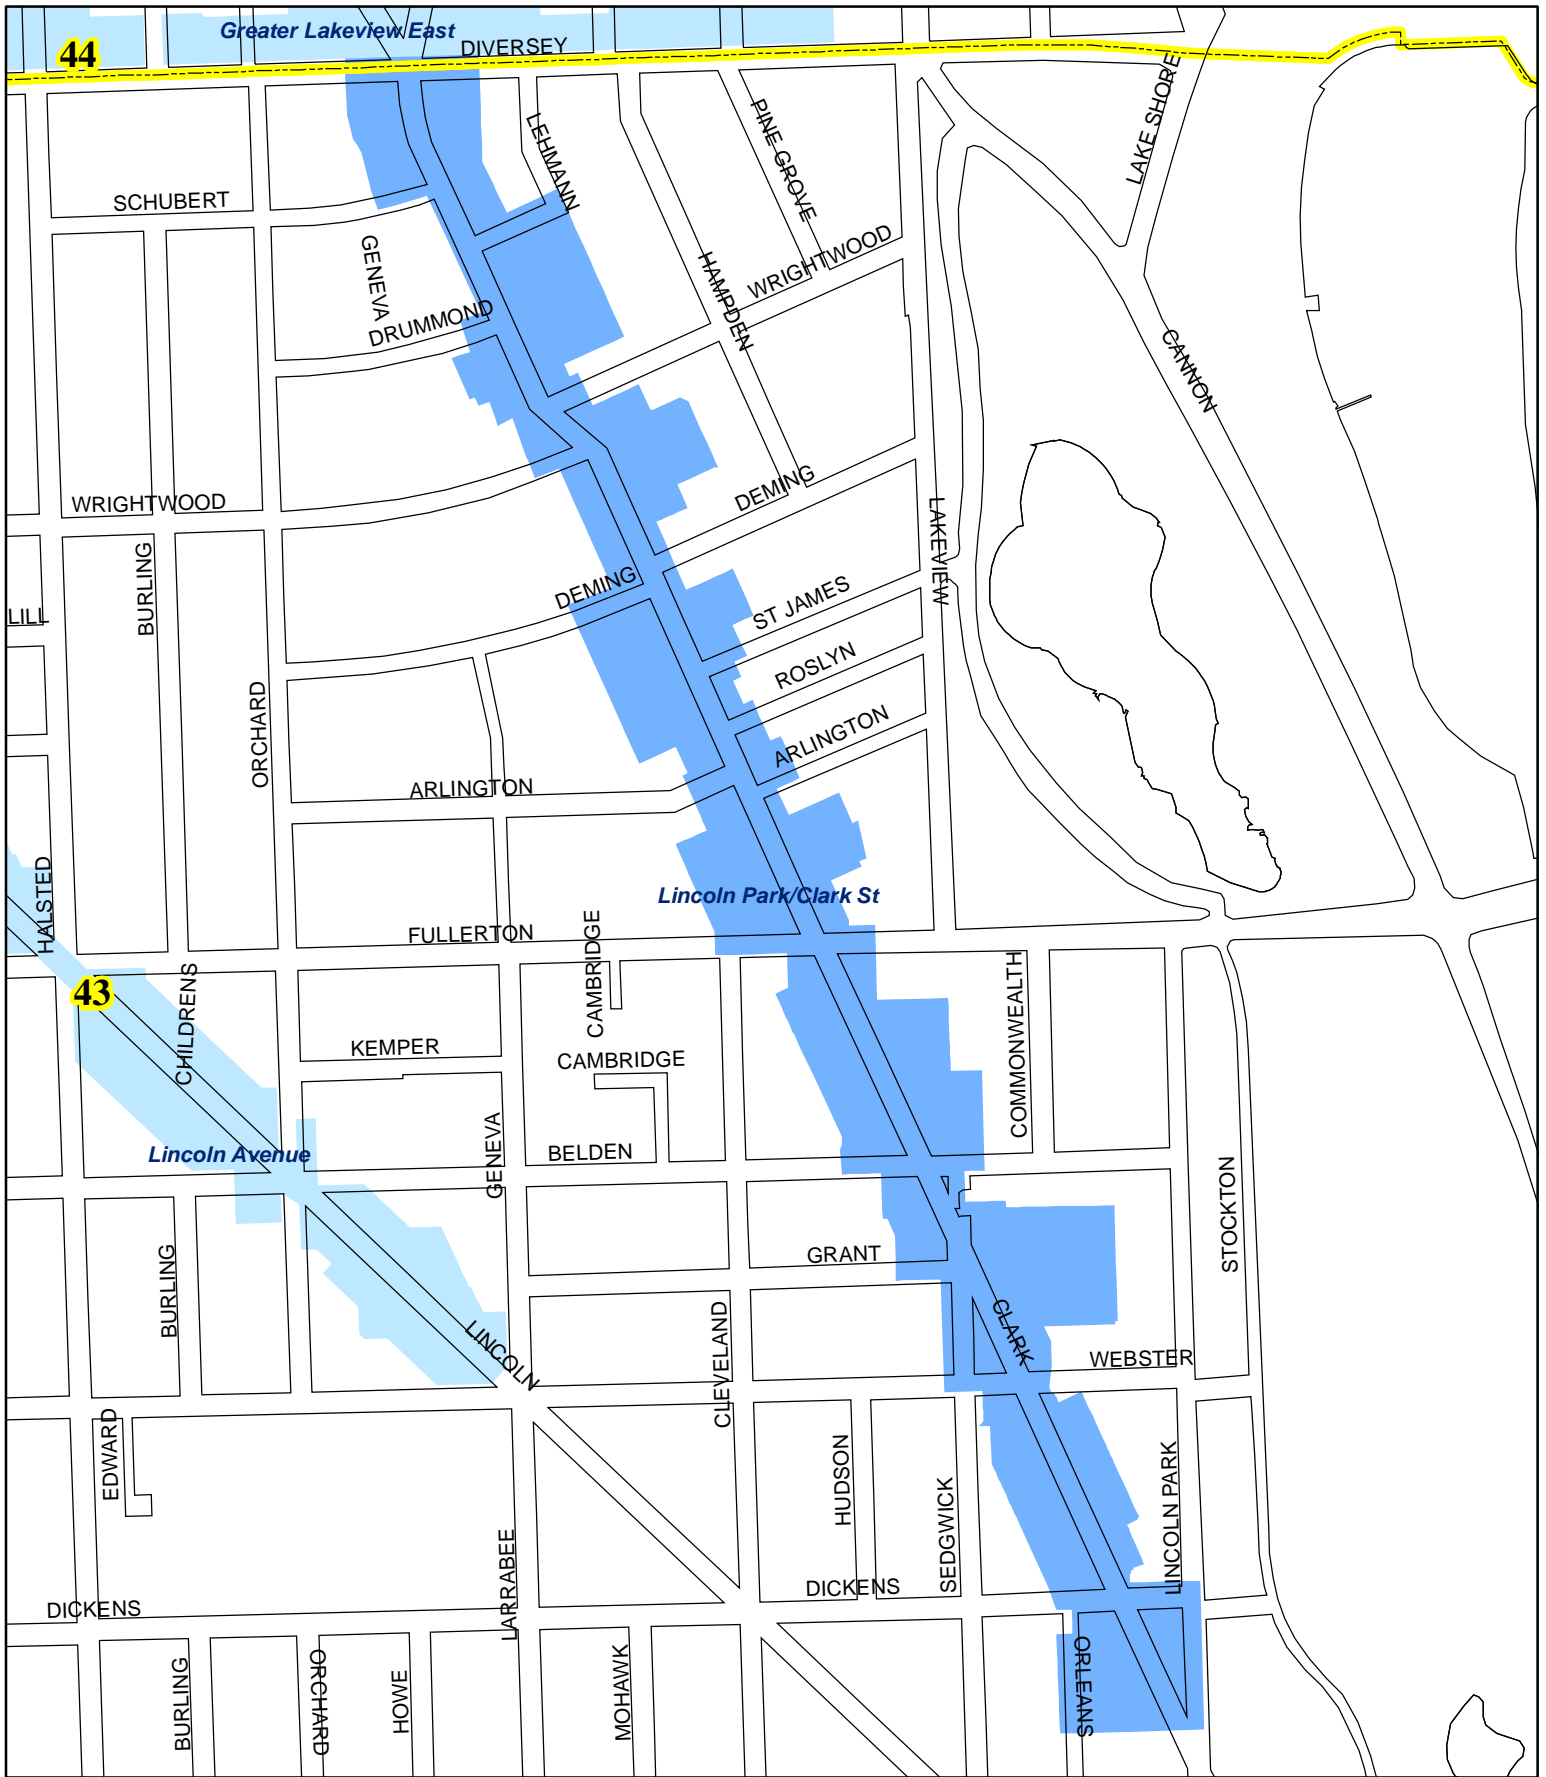 Greater Lakeview East
44
DIVERSEY
LAKE SHORE
PINE GROVE
LEHMANN
SCHUBERT
GENEVA
WRIGHTWOOD
HAMPDEN
DRUMMOND
CANNON
DEMING
WRIGHTWOOD
LAKEVIEW
BURLING
DEMING
ST JAMES
LILL
ROSLYN
ORCHARD
ARLINGTON
ARLINGTON
HALSTED
Lincoln Park/Clark St
FULLERTON
CAMBRIDGE
43
CHILDRENS
COMMONWEALTH
KEMPER
CAMBRIDGE
GENEVA
BELDEN
Lincoln Avenue
STOCKTON
GRANT
BURLING
CLARK
LINCOLN
CLEVELAND
WEBSTER
EDWARD
HUDSON
LINCOLN PARK
SEDGWICK
LARRABEE
DICKENS
DICKENS
BURLING
ORCHARD
HOWE
MOHAWK
ORLEANS